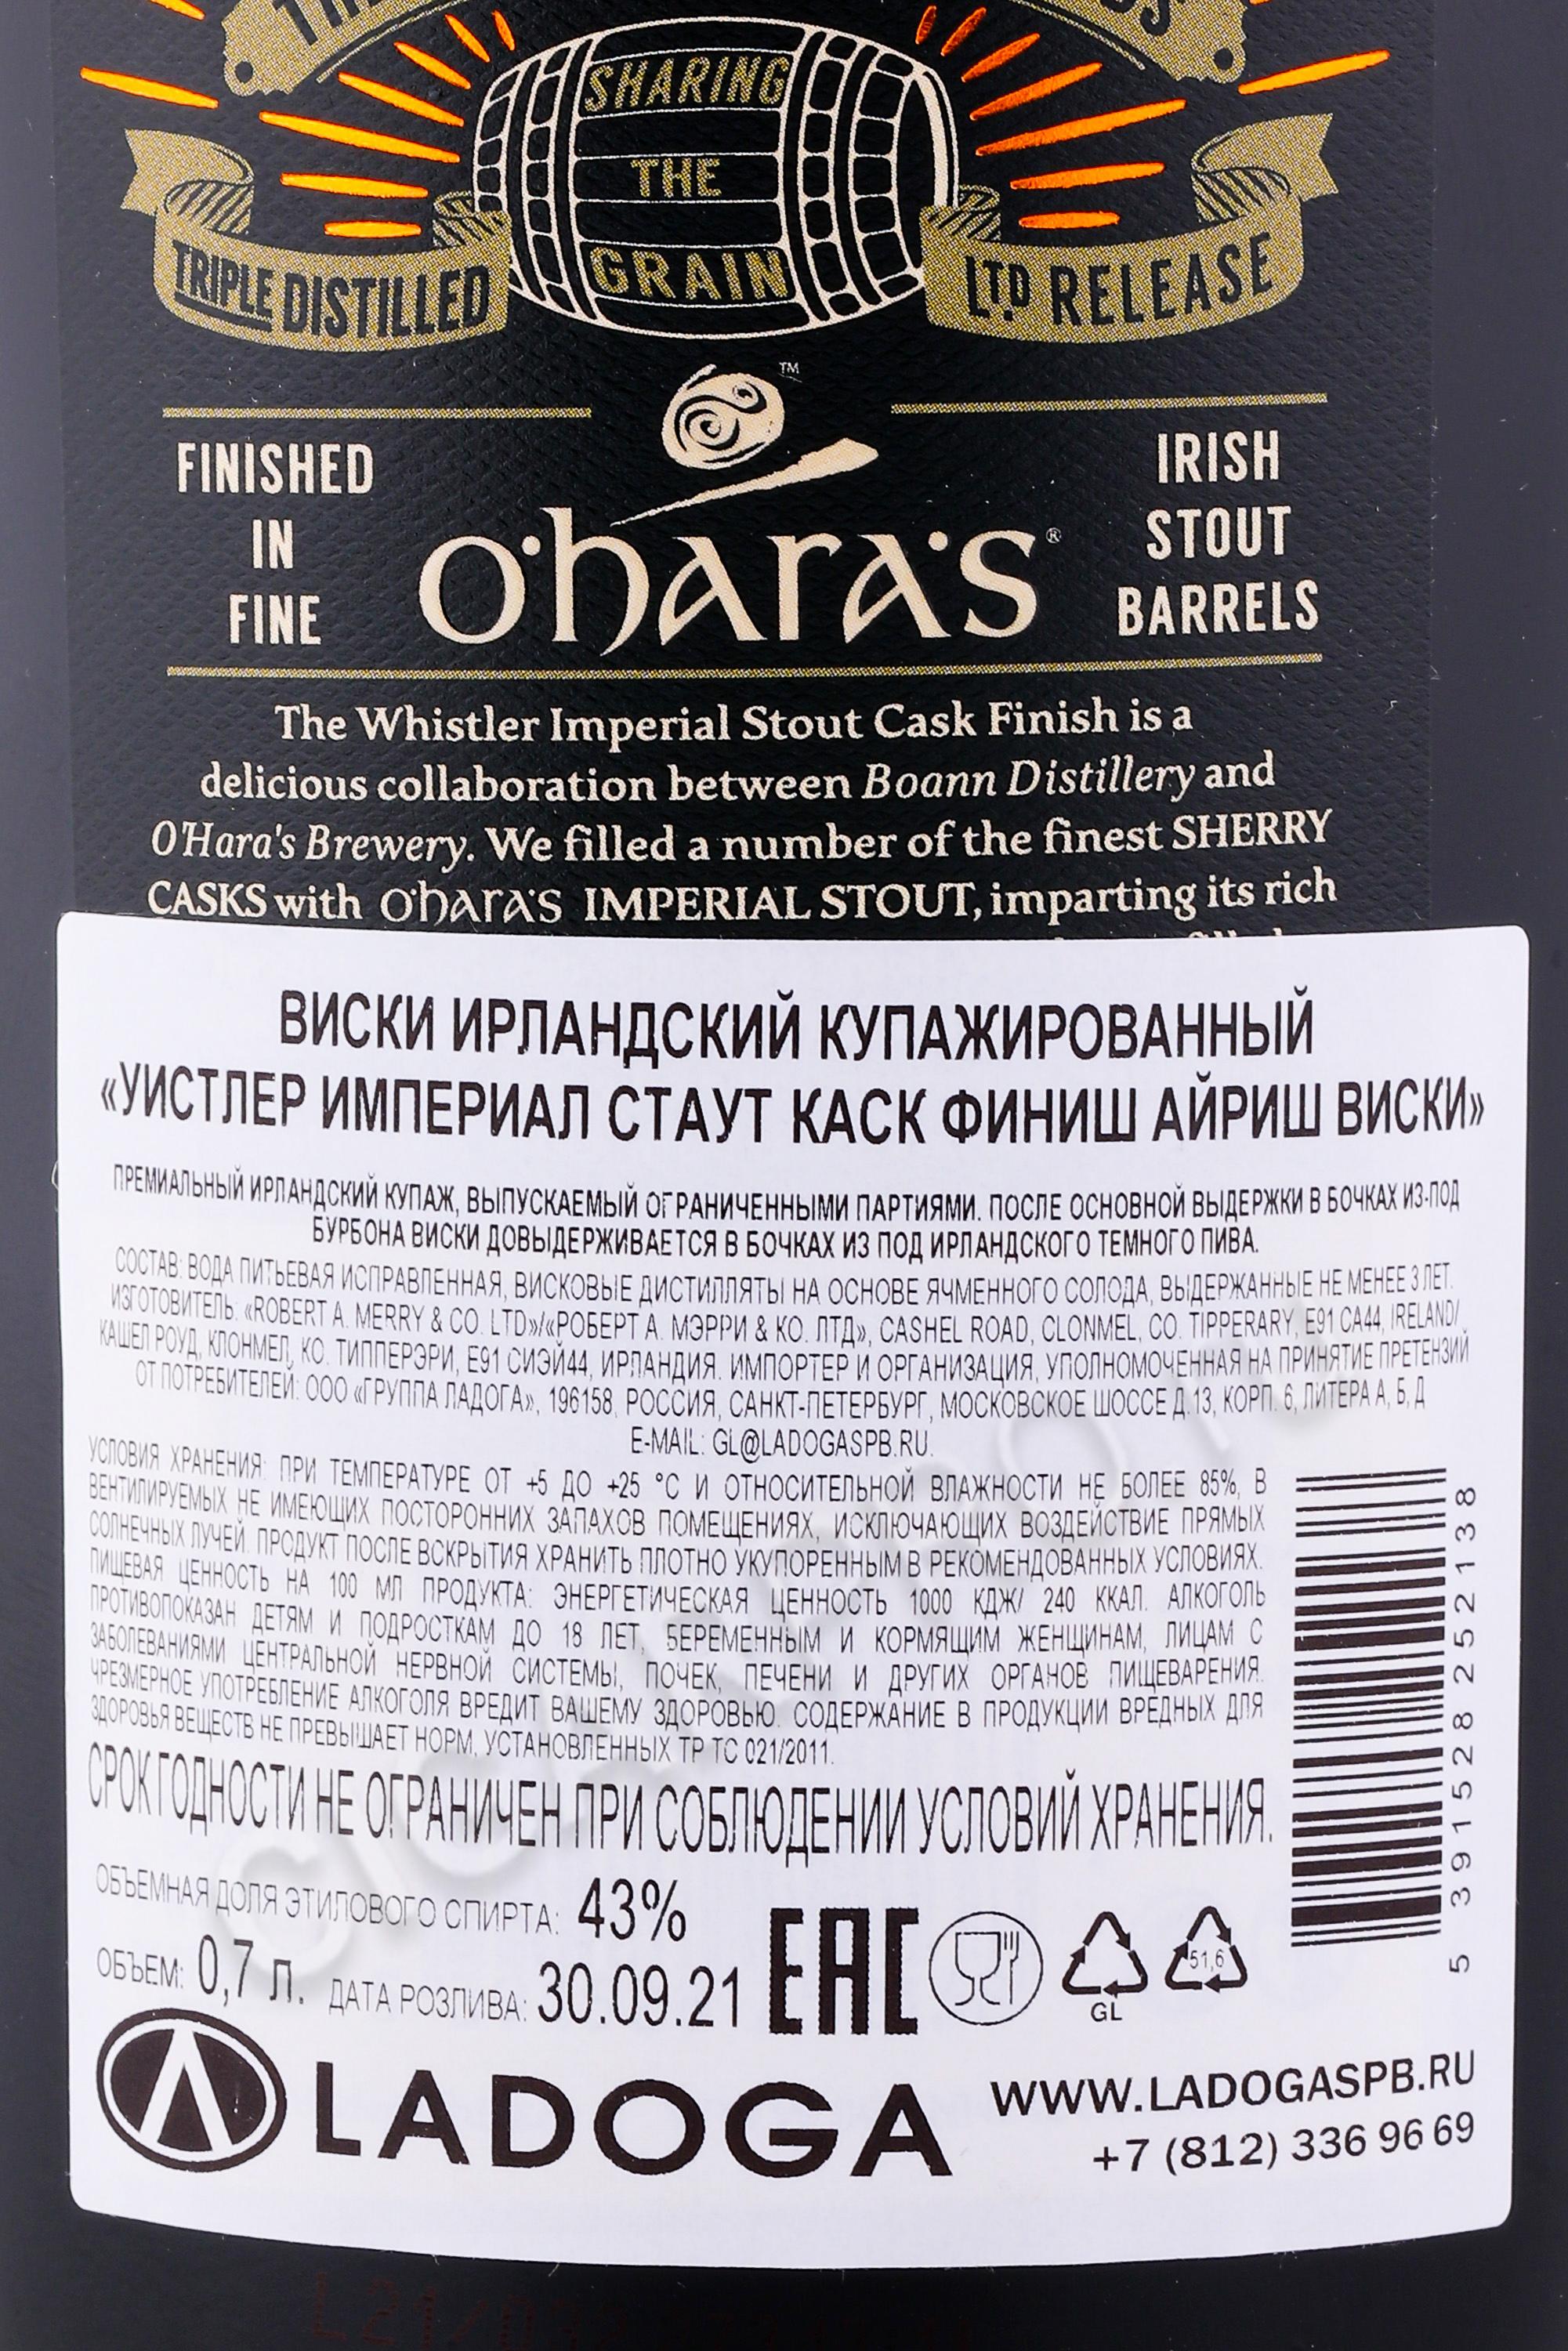 SHARING
THE
GRAIN
TRIPLE DISTILLED
LTD RELEASE
TM
FINISHED
IN
FINE
O'hara's®
IRISH
STOUT
BARRELS
The Whistler Imperial Stout Cask Finish is a
delicious collaboration between Boann Distillery and
O'Hara's Brewery. We filled a number of the finest SHERRY
CASKS with O'hara's IMPERIAL STOUT, imparting its rich
ВИСКИ ИРЛАНДСКИЙ КУПАЖИРОВАННЫЙ
«УИСТЛЕР ИМПЕРИАЛ СТАУТ КАСК ФИНИШ АЙРИШ ВИСКИ»
ПРЕМИАЛЬНЫЙ ИРЛАНДСКИЙ КУПАЖ, ВЫПУСКАЕМЫЙ ОГРАНИЧЕННЫМИ ПАРТИЯМИ. ПОСЛЕ ОСНОВНОЙ ВЫДЕРЖКИ В БОЧКАХ ИЗ-ПОД
БУРБОНА ВИСКИ ДОВЫДЕРЖИВАЕТСЯ В БОЧКАХ ИЗ ПОД ИРЛАНДСКОГО ТЕМНОГО ПИВА.
СОСТАВ: ВОДА ПИТЬЕВАЯ ИСПРАВЛЕННАЯ, ВИСКОВЫЕ ДИСТИЛЛЯТЫ НА ОСНОВЕ ЯЧМЕННОГО СОЛОДА, ВЫДЕРЖАННЫЕ НЕ МЕНЕЕ 3 ЛЕТ.
ИЗГОТОВИТЕЛЬ: «ROBERT A. MERRY & CO. LTD»/«РОБЕРТ А. МЭРРИ & КО. ЛТД», CASHEL ROAD, CLONMEL, CO. TIPPERARY, E91 CA44, IRELAND/
КАШЕЛ РОУД, КЛОНМЕЛ, КО. ТИППЕРЭРИ, Е91 СИЭЙ44, ИРЛАНДИЯ. ИМПОРТЕР И ОРГАНИЗАЦИЯ, УПОЛНОМОЧЕННАЯ НА ПРИНЯТИЕ ПРЕТЕНЗИЙ
ОТ ПОТРЕБИТЕЛЕЙ: ООО «ГРУППА ЛАДОГА», 196158, РОССИЯ, САНКТ-ПЕТЕРБУРГ, МОСКОВСКОЕ ШОССЕ Д.13, КОРП. 6, ЛИТЕРА А, Б, Д
E-MAIL: GL@LADOGASPB.RU.
УСЛОВИЯ ХРАНЕНИЯ: ПРИ ТЕМПЕРАТУРЕ ОТ +5 ДО +25 °С И ОТНОСИТЕЛЬНОЙ ВЛАЖНОСТИ НЕ БОЛЕЕ 85%, В
ВЕНТИЛИРУЕМЫХ НЕ ИМЕЮЩИХ ПОСТОРОННИХ ЗАПАХОВ ПОМЕЩЕНИЯХ, ИСКЛЮЧАЮЩИХ ВОЗДЕЙСТВИЕ ПРЯМЫХ
СОЛНЕЧНЫХ ЛУЧЕЙ. ПРОДУКТ ПОСЛЕ ВСКРЫТИЯ ХРАНИТЬ ПЛОТНО УКУПОРЕННЫМ В РЕКОМЕНДОВАННЫХ УСЛОВИЯХ.
ПИЩЕВАЯ ЦЕННОСТЬ НА 100 МЛ ПРОДУКТА: ЭНЕРГЕТИЧЕСКАЯ ЦЕННОСТЬ 1000 КДЖ/ 240 ККАЛ. АЛКОГОЛЬ
ПРОТИВОПОКАЗАН ДЕТЯМ И ПОДРОСТКАМ ДО 18 ЛЕТ, БЕРЕМЕННЫМ И КОРМЯЩИМ ЖЕНЩИНАМ, ЛИЦАМ С
ЗАБОЛЕВАНИЯМИ ЦЕНТРАЛЬНОЙ НЕРВНОЙ СИСТЕМЫ, ПОЧЕК, ПЕЧЕНИ И ДРУГИХ ОРГАНОВ ПИЩЕВАРЕНИЯ.
ЧРЕЗМЕРНОЕ УПОТРЕБЛЕНИЕ АЛКОГОЛЯ ВРЕДИТ ВАШЕМУ ЗДОРОВЬЮ. СОДЕРЖАНИЕ В ПРОДУКЦИИ ВРЕДНЫХ ДЛЯ
ЗДОРОВЬЯ ВЕЩЕСТВ НЕ ПРЕВЫШАЕТ НОРМ, УСТАНОВЛЕННЫХ ТР ТС 021/2011.
СРОК ГОДНОСТИ НЕ ОГРАНИЧЕН ПРИ СОБЛЮДЕНИИ УСЛОВИЙ ХРАНЕНИЯ.
5 391528 252138
ОБЪЕМНАЯ ДОЛЯ ЭТИЛОВОГО СПИРТА: 43%
ОБЪЕМ: 0,7 л. ДАТА РОЗЛИВА: 30.09.21
EAC
GL
51,6
LADOGA
WWW.LADOGASPB.RU
+7 (812) 336 96 69